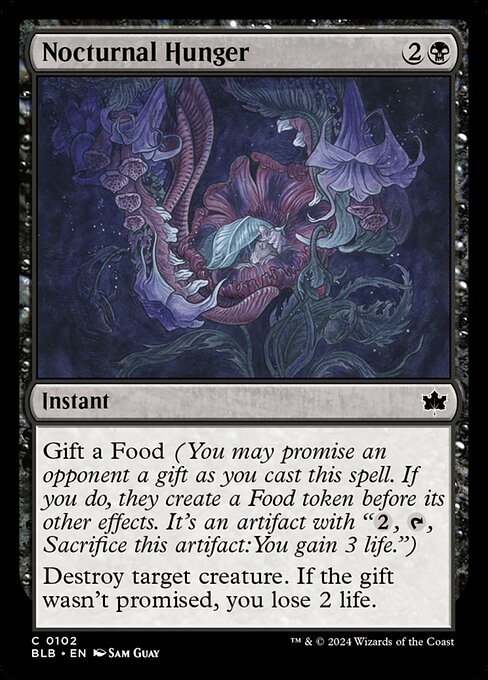 Nocturnal Hunger 2
Instant
Gift a Food (You may promise an
opponent a gift as you cast this spell. If
you do, they create a Food token before its
other effects. It's an artifact with “2, ,
Sacrifice this artifact:You gain 3 life.”)
Destroy target creature. If the gift
wasn't promised, you lose 2 life.
C 0102
BLB • EN Sam Guay
™ & © 2024 Wizards of the Coast